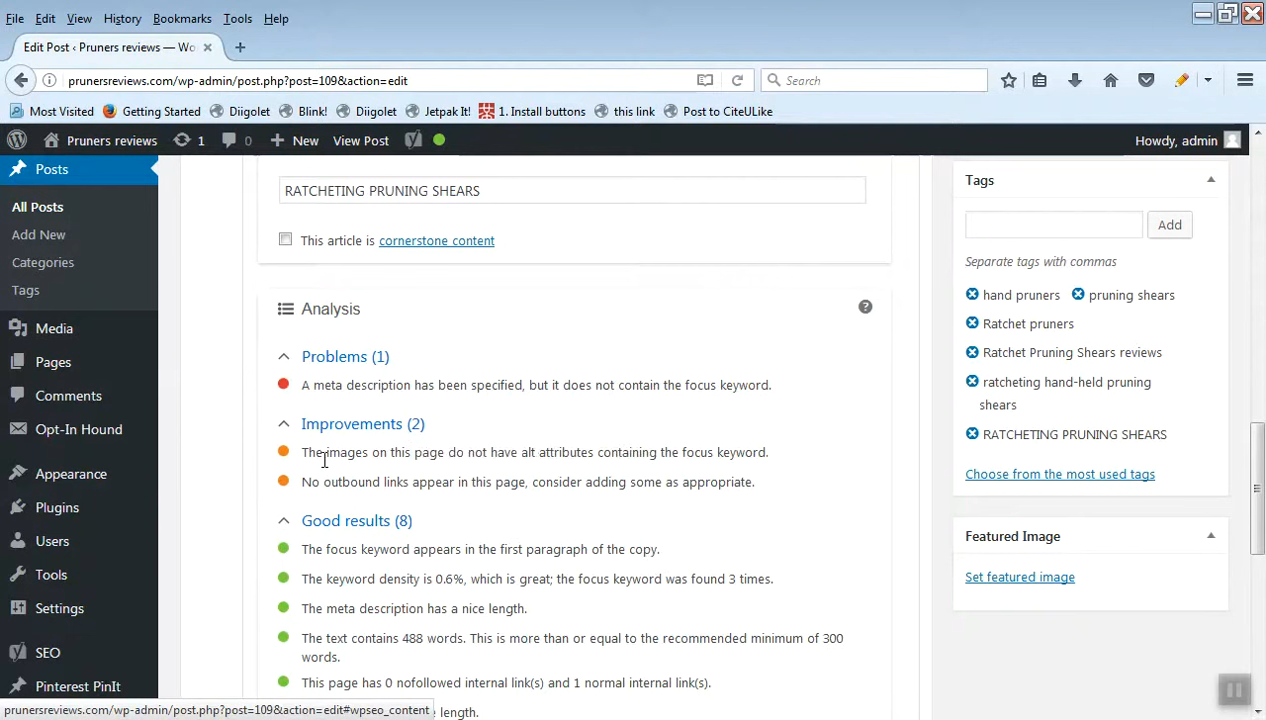 File Edit View History Bookmarks Tools Help
Edit Post ‹ Pruners reviews — Wo
prunersreviews.com/wp-admin/post.php?post=109&action=edit
Search
Most Visited Getting Started Diigolet Blink! Diigolet Jetpak It! 1. Install buttons this link Post to CiteULike
Pruners reviews 1 0 New View Post Howdy, admin
Posts
All Posts
Add New
Categories
Tags
Media
Pages
Comments
Opt-In Hound
Appearance
Plugins
Users
Tools
Settings
SEO
Pinterest PinIt
RATCHETING PRUNING SHEARS
This article is cornerstone content
Analysis
Problems (1)
A meta description has been specified, but it does not contain the focus keyword.
Improvements (2)
The images on this page do not have alt attributes containing the focus keyword.
No outbound links appear in this page, consider adding some as appropriate.
Good results (8)
The focus keyword appears in the first paragraph of the copy.
The keyword density is 0.6%, which is great; the focus keyword was found 3 times.
The meta description has a nice length.
The text contains 488 words. This is more than or equal to the recommended minimum of 300
words.
This page has 0 nofollowed internal link(s) and 1 normal internal link(s).
e length.
Tags
Add
Separate tags with commas
hand pruners pruning shears
Ratchet pruners
Ratchet Pruning Shears reviews
ratcheting hand-held pruning
shears
RATCHETING PRUNING SHEARS
Choose from the most used tags
Featured Image
Set featured image
prunersreviews.com/wp-admin/post.php?post=109&action=edit#wpseo_content